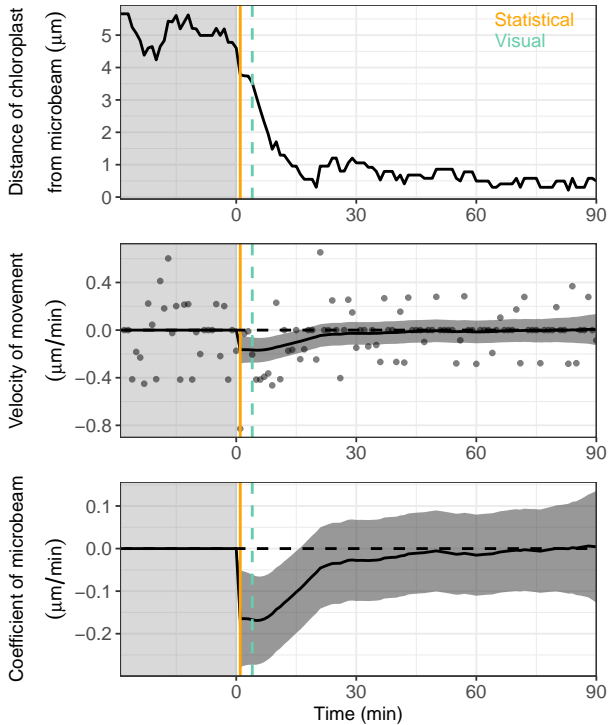 Distance of chloroplast
from microbeam (μm)
5
4
3
2
1
0
Statistical
Visual
0
30
60
90
Velocity of movement
(μm/min)
0.4
0.0
−0.4
−0.8
0
30
60
90
Coefficient of microbeam
(μm/min)
0.1
0.0
−0.1
−0.2
0
30
60
90
Time (min)